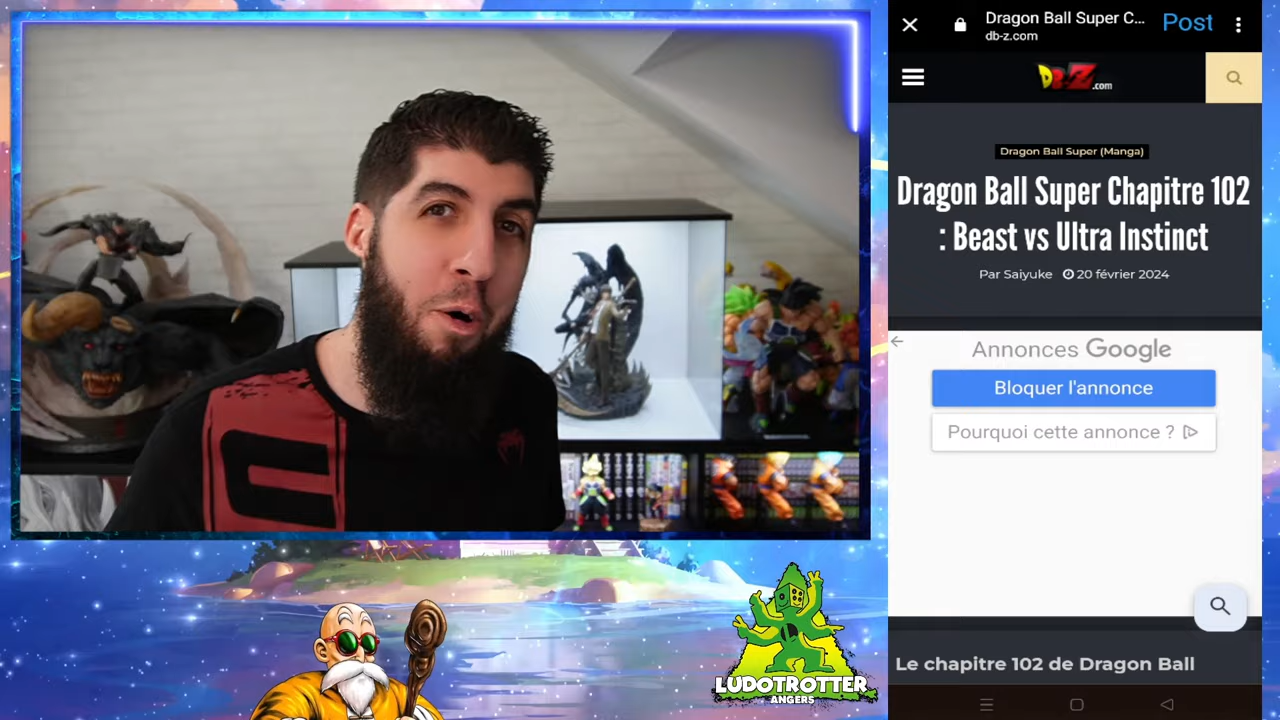 Dragon Ball Super C...
db-z.com
Post
DB-Z.com
Dragon Ball Super (Manga)
Dragon Ball Super Chapitre 102
: Beast vs Ultra Instinct
Par Saiyuke 20 février 2024
Annonces Google
Bloquer l'annonce
Pourquoi cette annonce ?
Le chapitre 102 de Dragon Ball
LUDOTROTTER
ANGERS